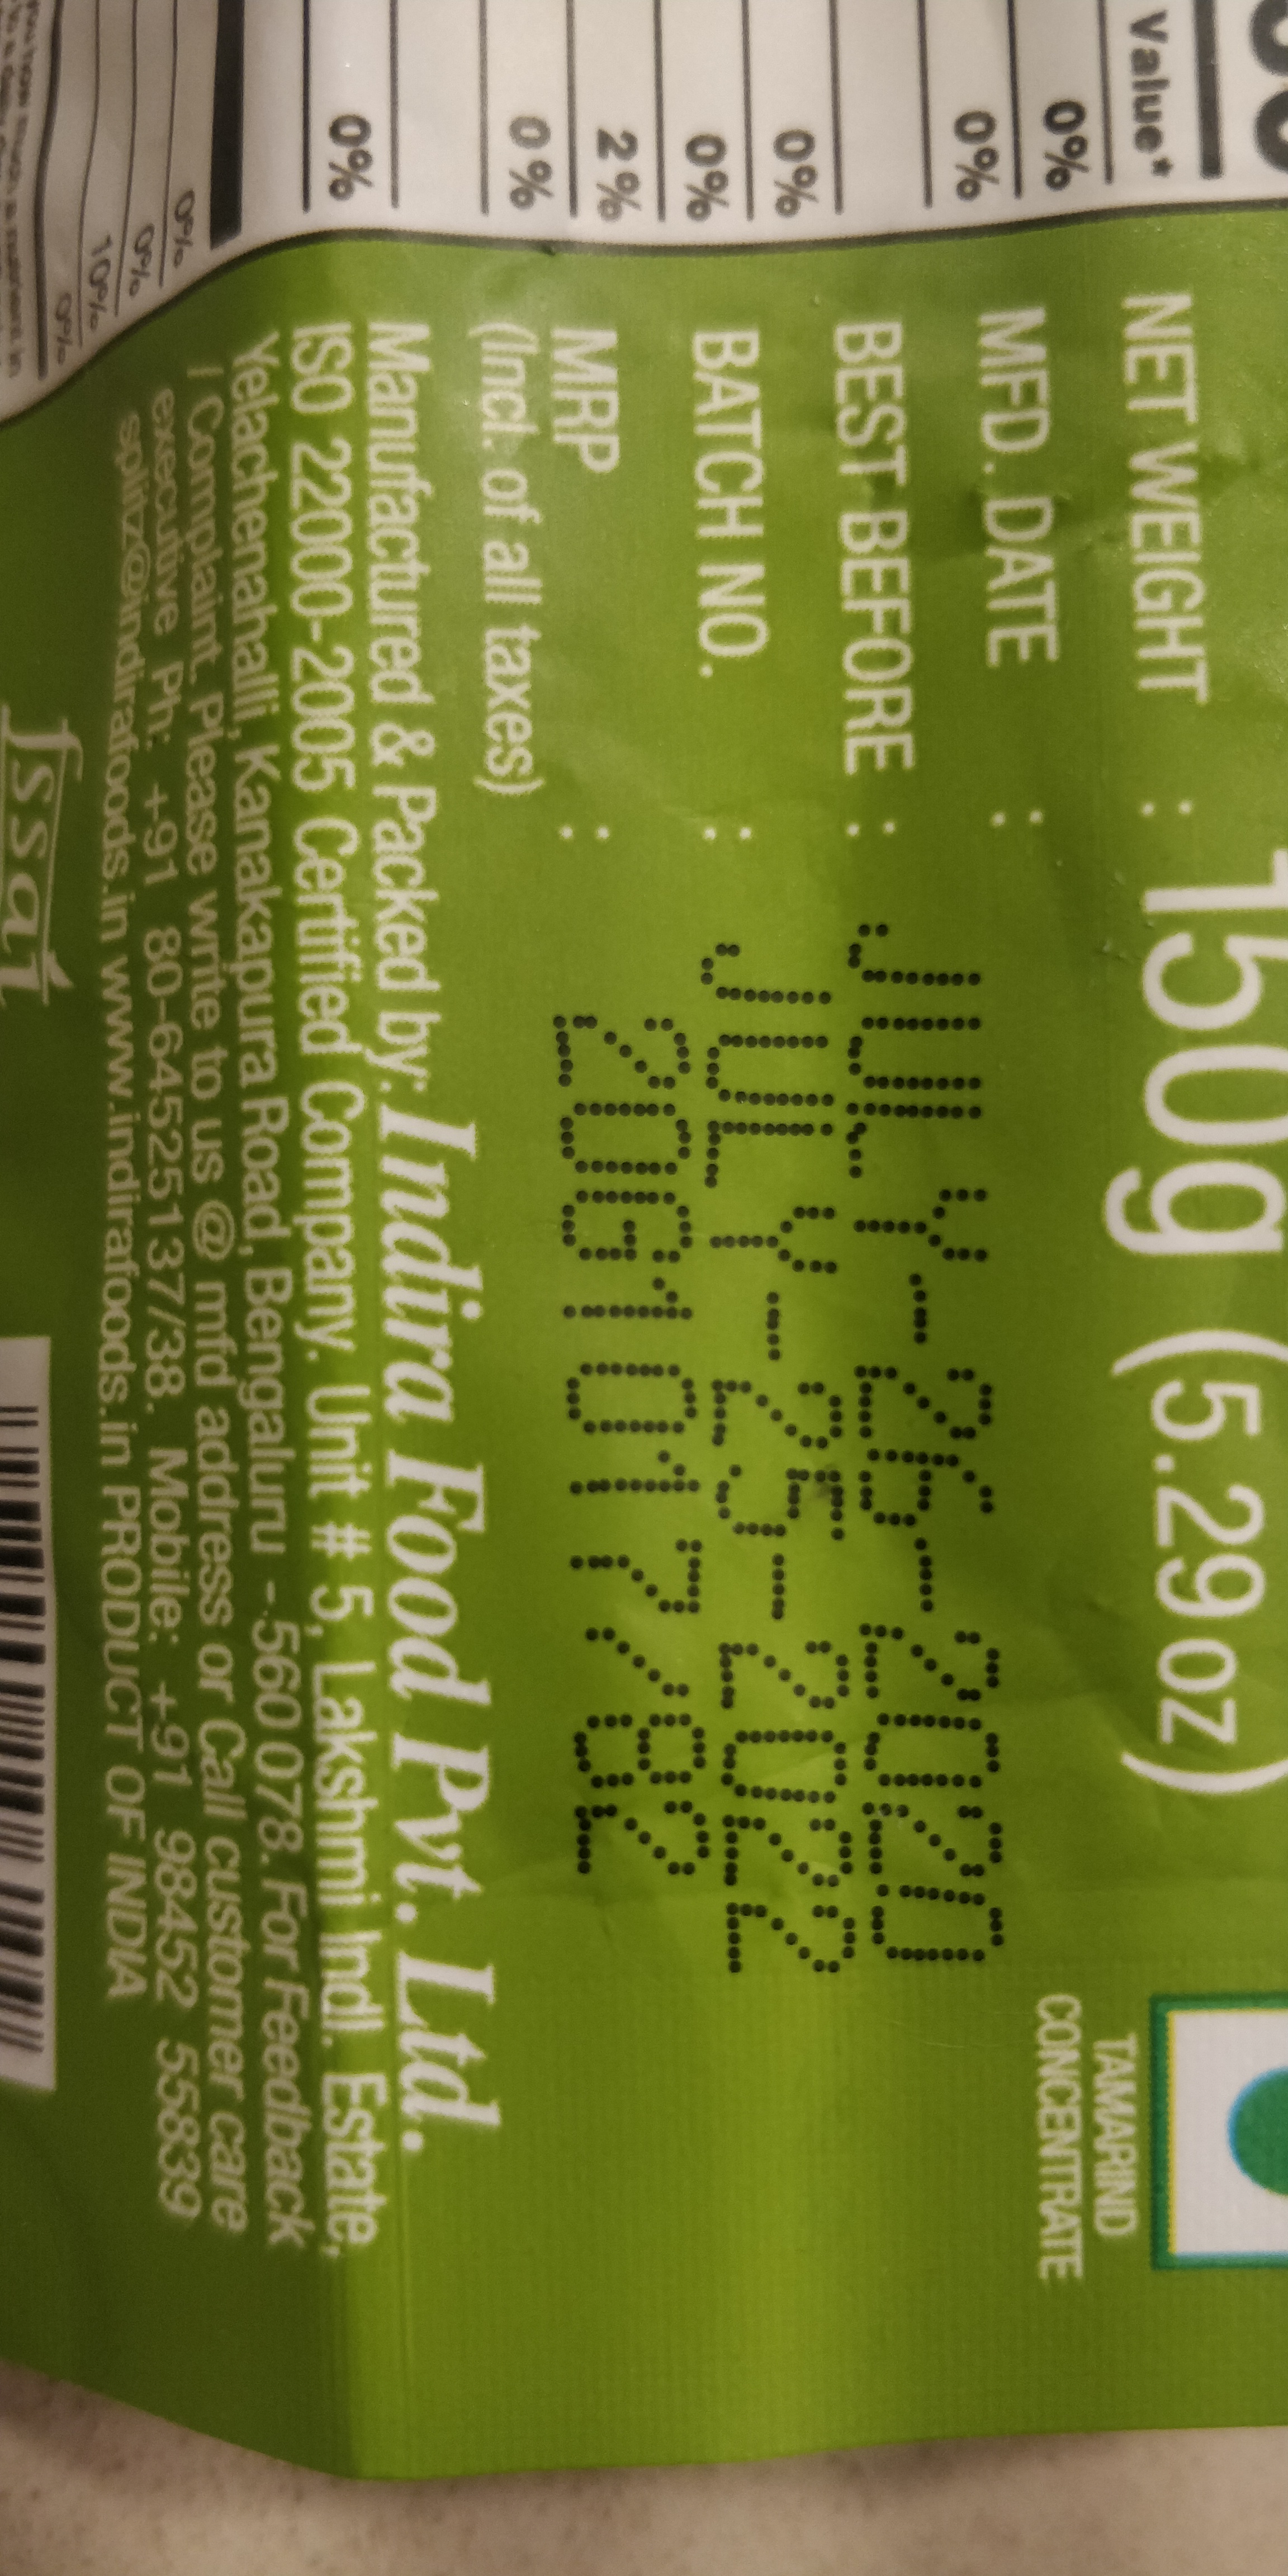 Value*
0%
0%
0%
0%
2%
0%
0%
0%
0%
10%
0%
NET WEIGHT : 150g (5.29 oz)
MFD. DATE : JULY-26-2020
BEST BEFORE : JULY-25-2022
BATCH NO. : 20G1017/82
MRP :
(Incl. of all taxes)
TAMARIND
CONCENTRATE
Manufactured & Packed by: Indira Food Pvt. Ltd.
ISO 22000-2005 Certified Company. Unit # 5, Lakshmi Indl. Estate,
Yelachenahalli, Kanakapura Road, Bengaluru - 560 078. For Feedback
/ Complaint. Please write to us @ mfd address or Call customer care
executive Ph: +91 80-64525137/38. Mobile: +91 98452 55839
spiitz@indirafoods.in www.indirafoods.in PRODUCT OF INDIA
fssai